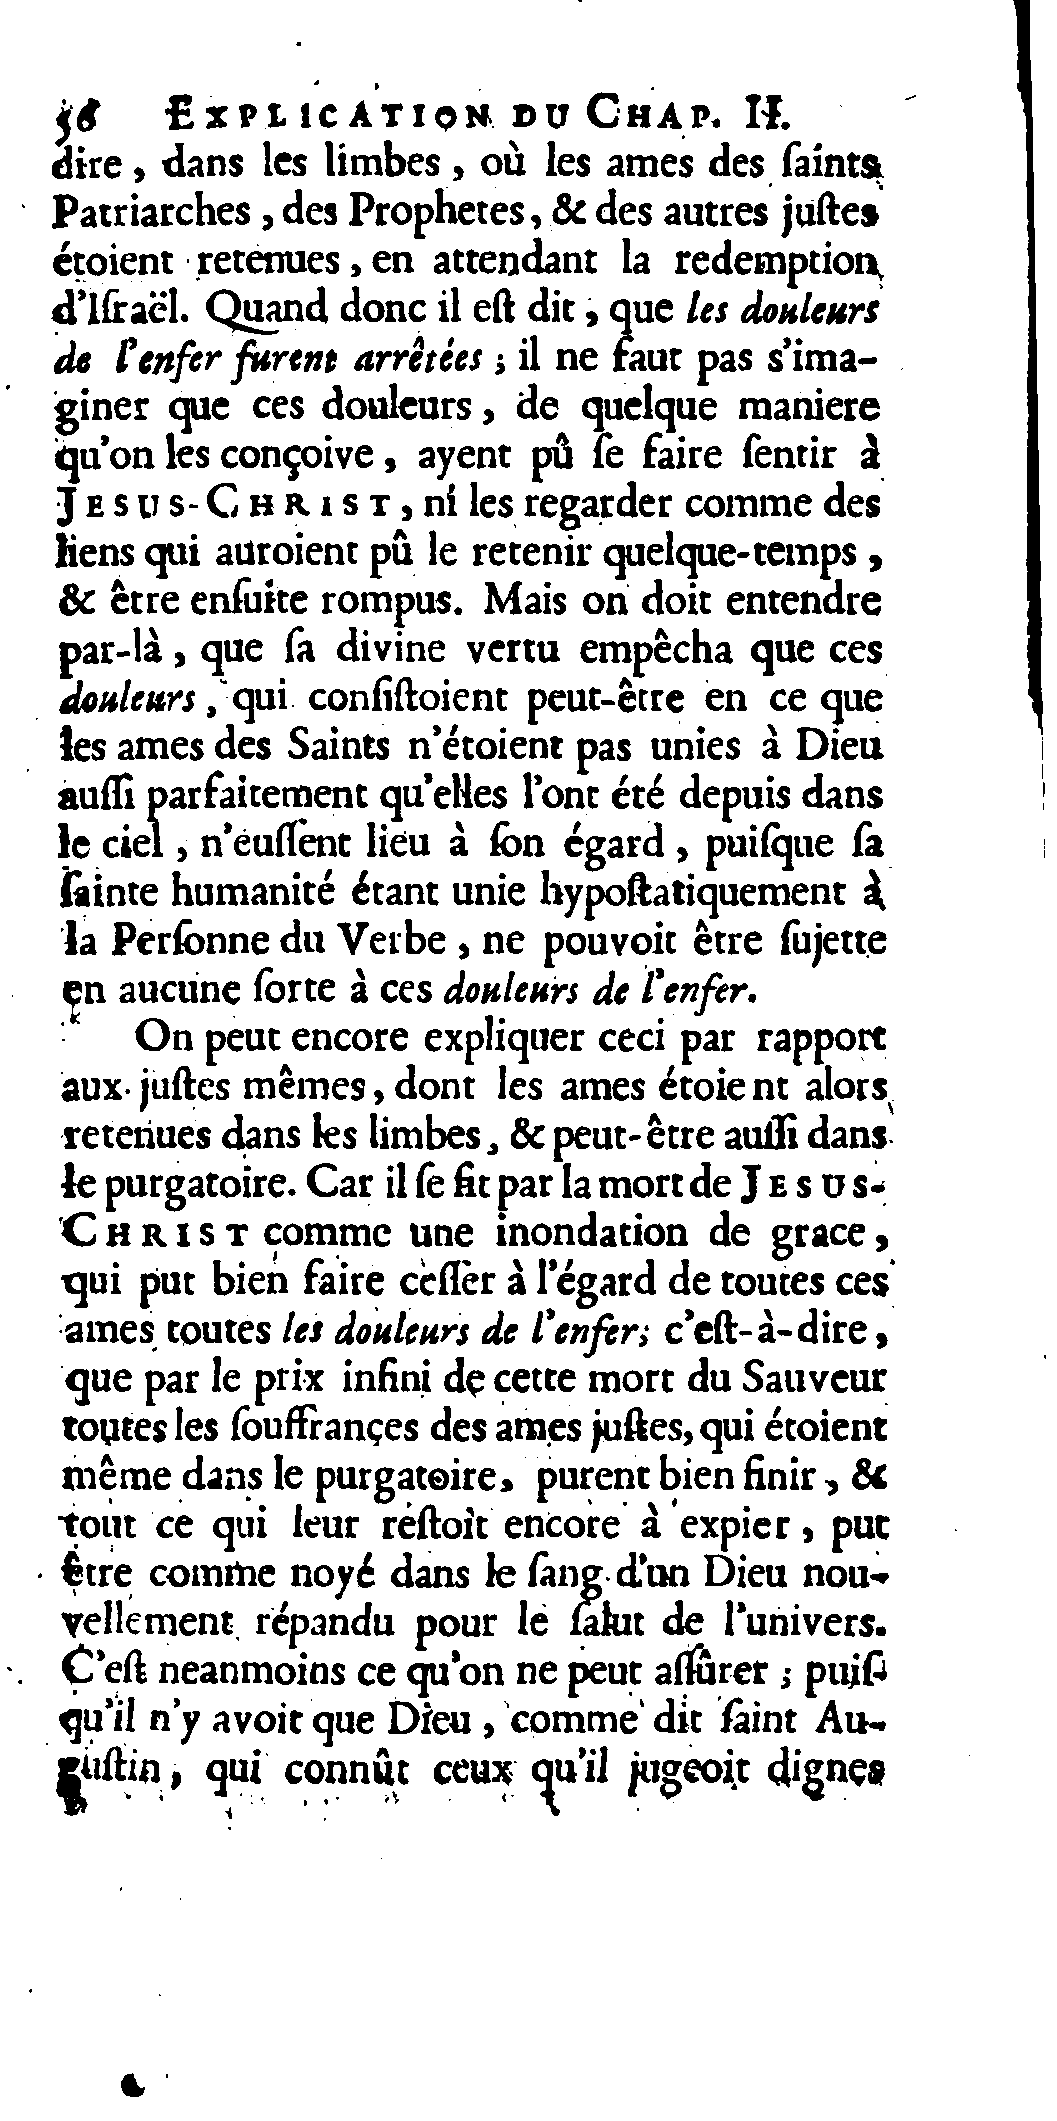 56 EXPLICATION DU CHAP. II.
dire, dans les limbes, où les ames des ſaints
Patriarches, des Prophetes, & des autres juſtes
étoient retenues, en attendant la redemption
d'Iſraël. Quand donc il eſt dit, que les douleurs
de l'enfer furent arrêtées; il ne faut pas s'ima-
giner que ces douleurs, de quelque maniere
qu'on les conçoive, ayent pû ſe faire ſentir à
JESUS-CHRIST, ni les regarder comme des
liens qui auroient pû le retenir quelque-temps,
& être enſuite rompus. Mais on doit entendre
par-là, que ſa divine vertu empêcha que ces
douleurs, qui conſiſtoient peut-être en ce que
les ames des Saints n'étoient pas unies à Dieu
auſſi parfaitement qu'elles l'ont été depuis dans
le ciel, n'euſſent lieu à ſon égard, puiſque ſa
ſainte humanité étant unie hypoſtatiquement à
la Perſonne du Verbe, ne pouvoit être ſujette
en aucune ſorte à ces douleurs de l'enfer.
On peut encore expliquer ceci par rapport
aux juſtes mêmes, dont les ames étoient alors
retenues dans les limbes, & peut-être auſſi dans
le purgatoire. Car il ſe fit par la mort de JESUS-
CHRIST comme une inondation de grace,
qui put bien faire ceſſer à l'égard de toutes ces
ames toutes les douleurs de l'enfer; c'eſt-à-dire,
que par le prix infini de cette mort du Sauveur
toutes les ſouffrances des ames juſtes, qui étoient
même dans le purgatoire, purent bien finir, &
tout ce qui leur reſtoit encore à expier, put
être comme noyé dans le ſang d'un Dieu nou-
vellement répandu pour le ſalut de l'univers.
C'eſt neanmoins ce qu'on ne peut aſſûrer; puiſ-
qu'il n'y avoit que Dieu, comme dit ſaint Au-
guſtin, qui connût ceux qu'il jugeoit dignes